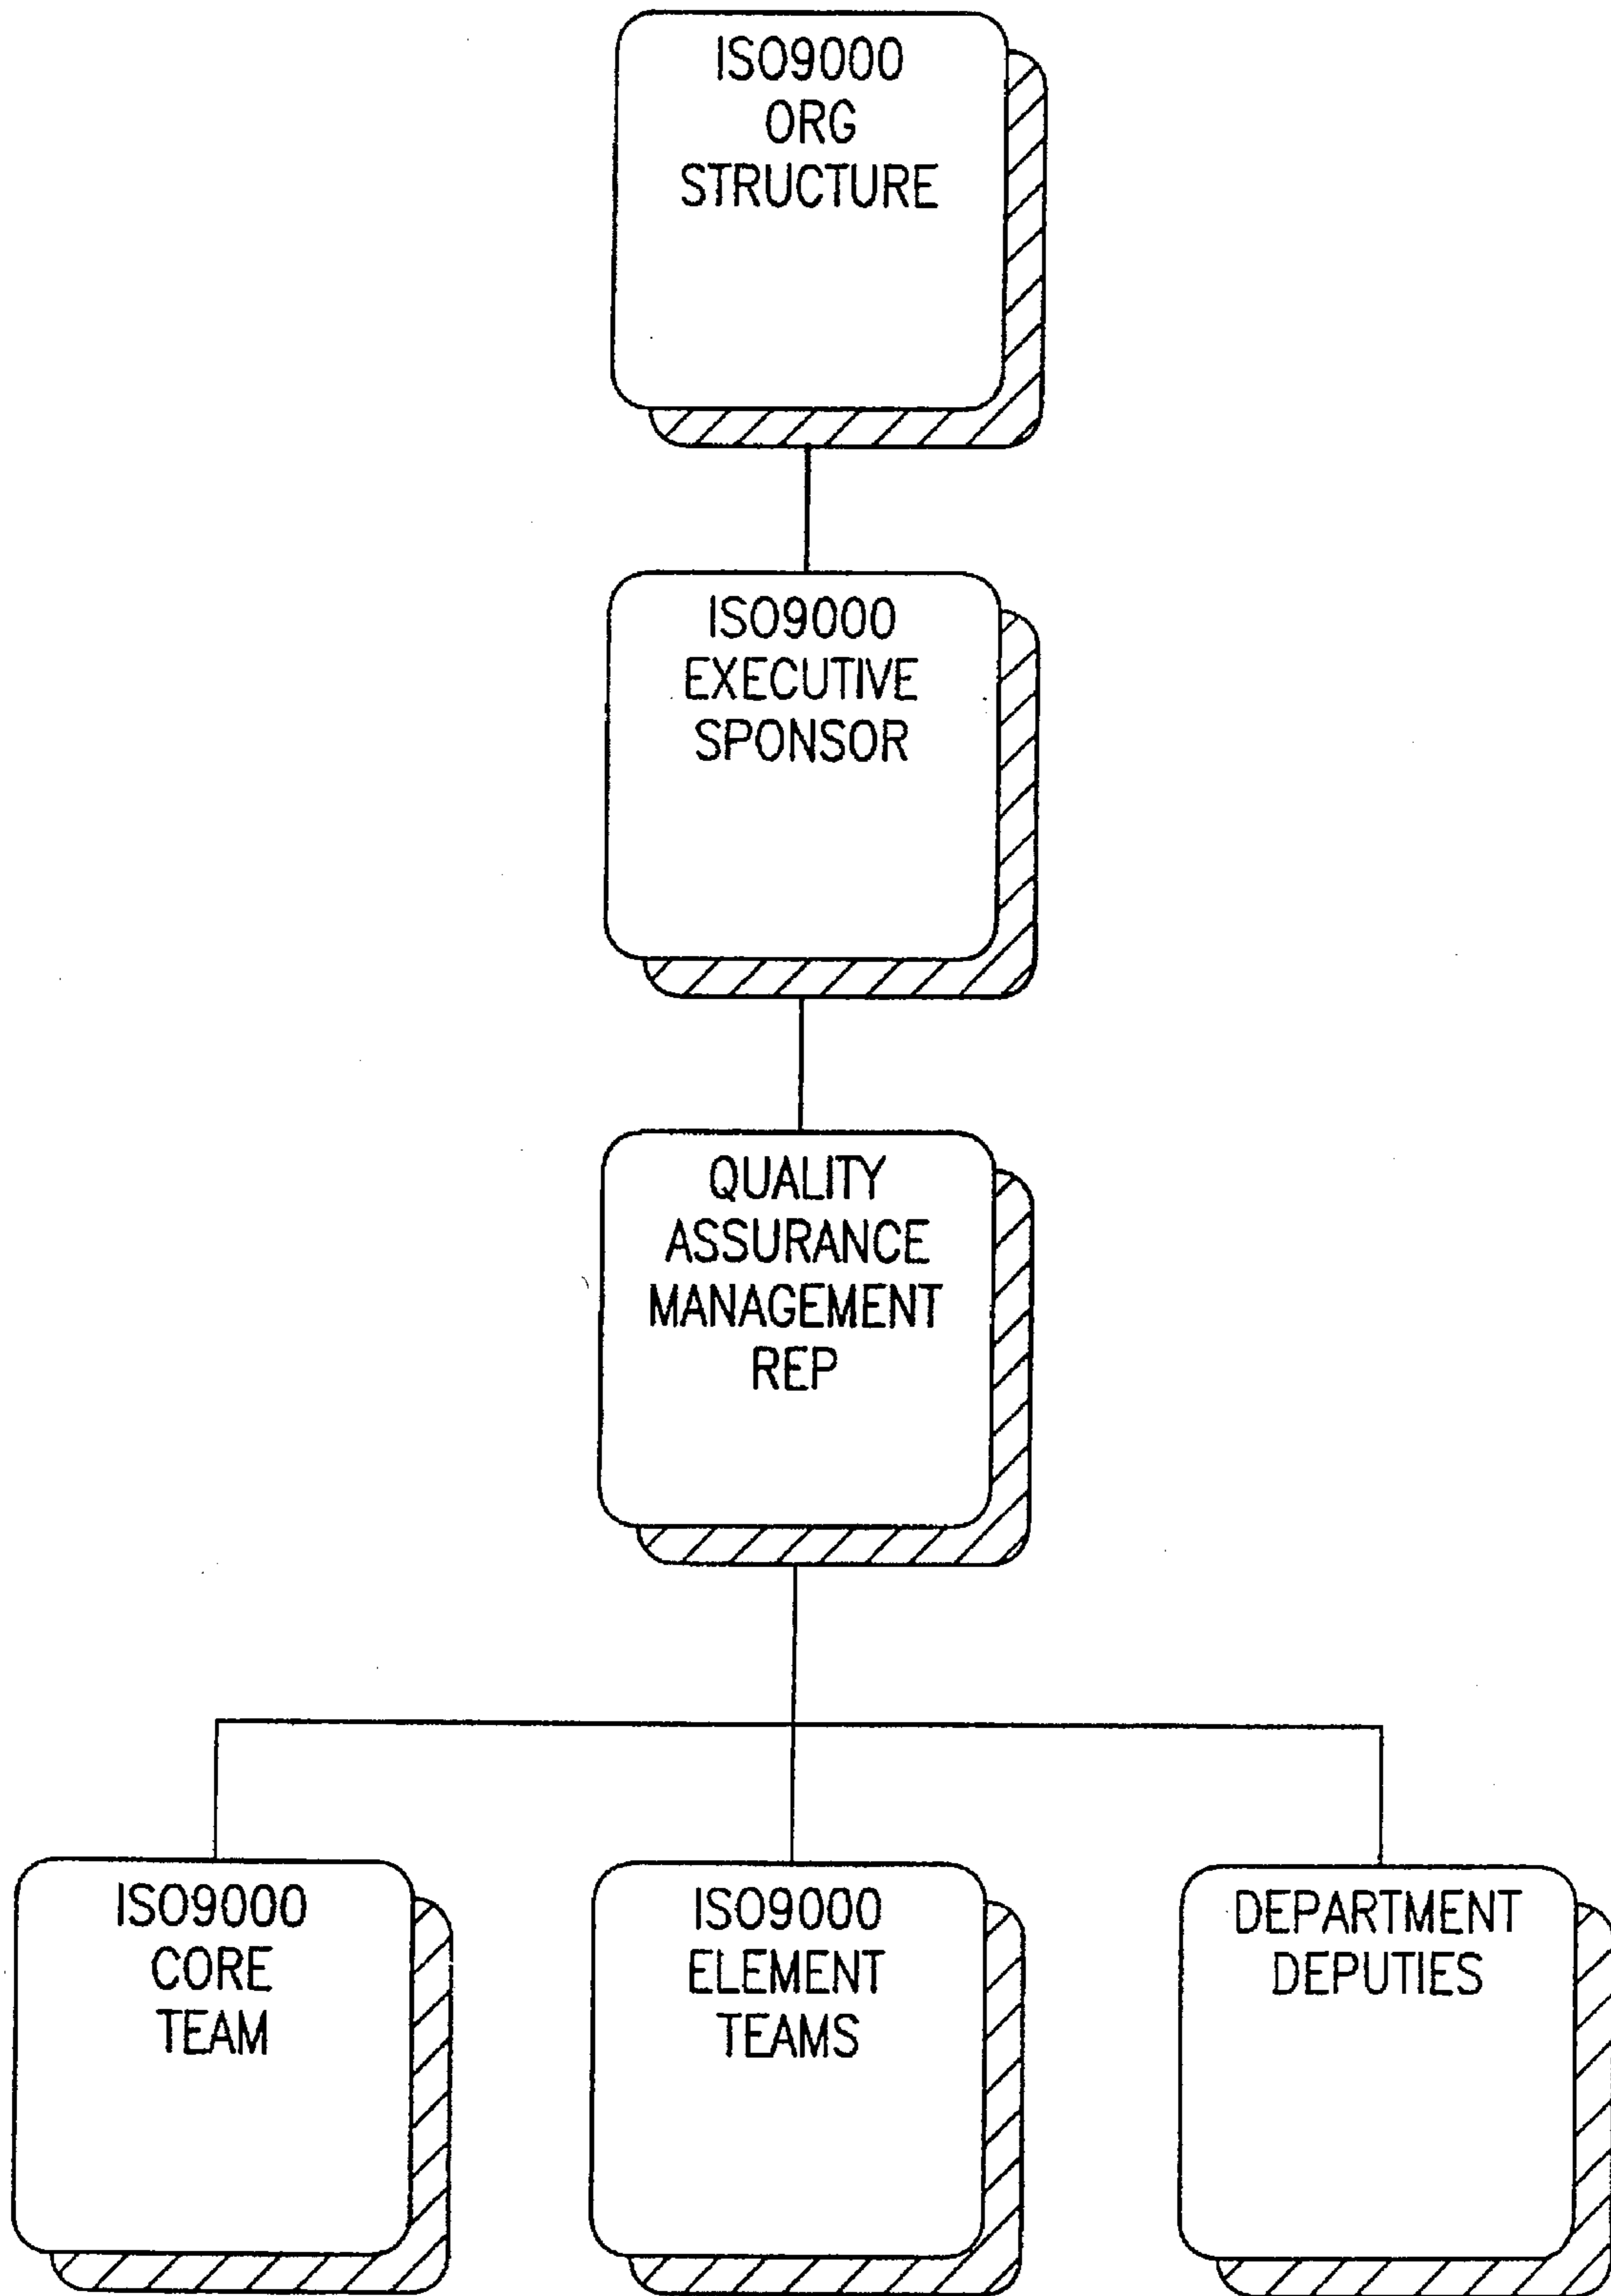 ISO9000
ORG
STRUCTURE
ISO9000
EXECUTIVE
SPONSOR
QUALITY
ASSURANCE
MANAGEMENT
REP
ISO9000
CORE
TEAM
ISO9000
ELEMENT
TEAMS
DEPARTMENT
DEPUTIES